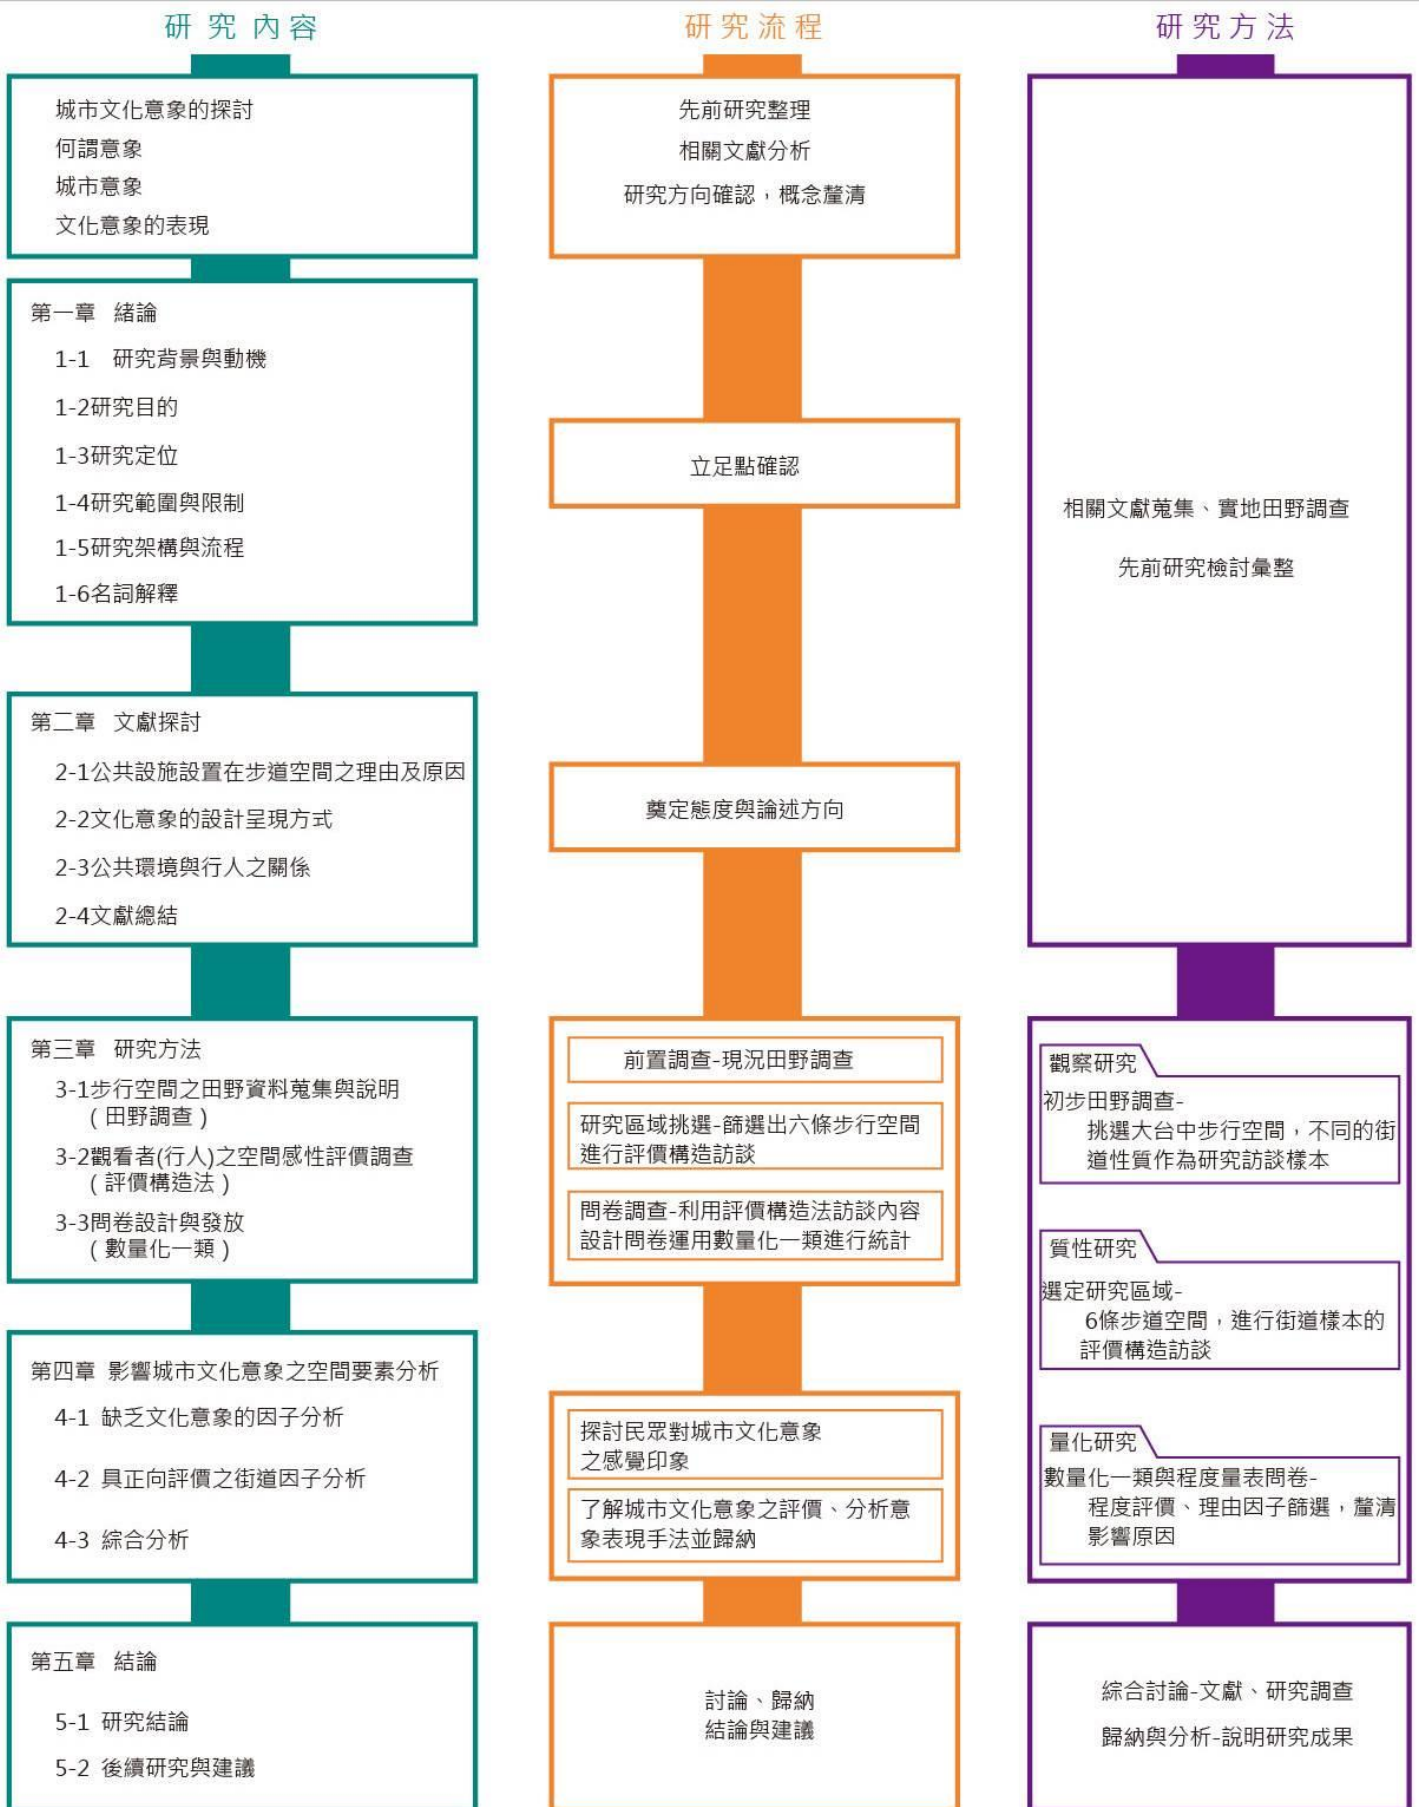 研究內容
城市文化意象的探討
何謂意象
城市意象
文化意象的表現
第一章 緒論
1-1 研究背景與動機
1-2研究目的
1-3研究定位
1-4研究範圍與限制
1-5研究架構與流程
1-6名詞解釋
第二章 文獻探討
2-1公共設施設置在步道空間之理由及原因
2-2文化意象的設計呈現方式
2-3公共環境與行人之關係
2-4文獻總結
第三章 研究方法
3-1步行空間之田野資料蒐集與說明
(田野調查)
3-2觀看者(行人)之空間感性評價調查
(評價構造法)
3-3問卷設計與發放
(數量化一類)
第四章 影響城市文化意象之空間要素分析
4-1 缺乏文化意象的因子分析
4-2 具正向評價之街道因子分析
4-3 綜合分析
第五章 結論
5-1 研究結論
5-2 後續研究與建議
研究流程
先前研究整理
相關文獻分析
研究方向確認，概念釐清
立足點確認
奠定態度與論述方向
前置調查-現況田野調查
研究區域挑選-篩選出六條步行空間
進行評價構造訪談
問卷調查-利用評價構造法訪談內容
設計問卷運用數量化一類進行統計
探討民眾對城市文化意象
之感覺印象
了解城市文化意象之評價、分析意
象表現手法並歸納
討論、歸納
結論與建議
研究方法
相關文獻蒐集、實地田野調查
先前研究檢討彙整
觀察研究
初步田野調查-
挑選大台中步行空間，不同的街
道性質作為研究訪談樣本
質性研究
選定研究區域-
6條步道空間，進行街道樣本的
評價構造訪談
量化研究
數量化一類與程度量表問卷-
程度評價、理由因子篩選，釐清
影響原因
綜合討論-文獻、研究調查
歸納與分析-說明研究成果